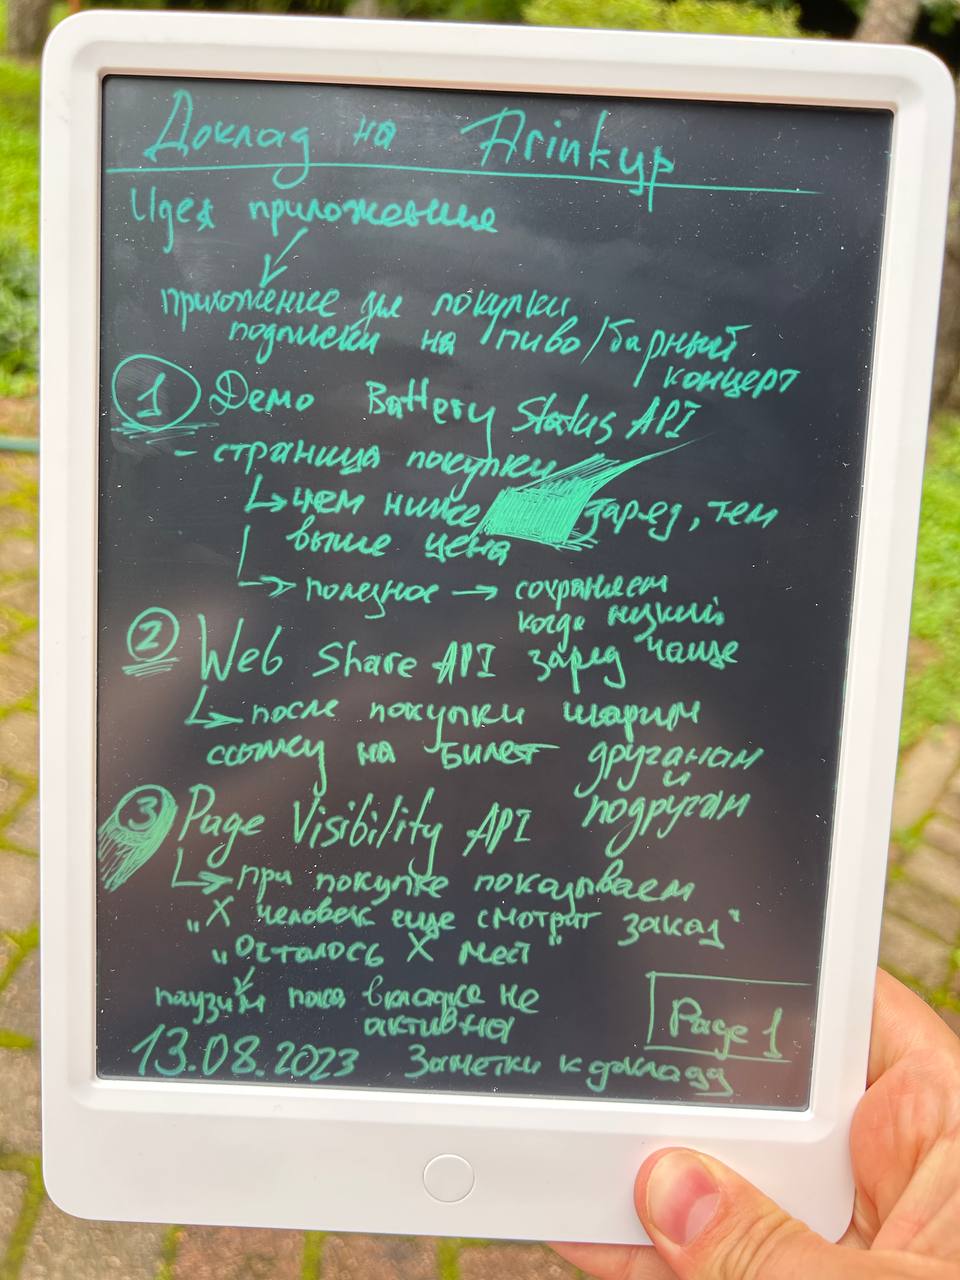 Доклад на Drinkup
Идея приложения
приложение для покупки
подписки на пиво/барный
концерт
1 Демо Battery Status API
- страница покупки
чем ниже заряд, тем
выше цена
полезное → сохраняем
когда низкий
заряд чаще
2 Web Share API
после покупки шарим
ссылку на билет друганам
и
подругам
3 Page Visibility API
при покупке показываем
"X человек еще смотрит заказ"
"Осталось X мест"
паузим пока вкладка не
активна
Page 1
13.08.2023 Заметки к докладу